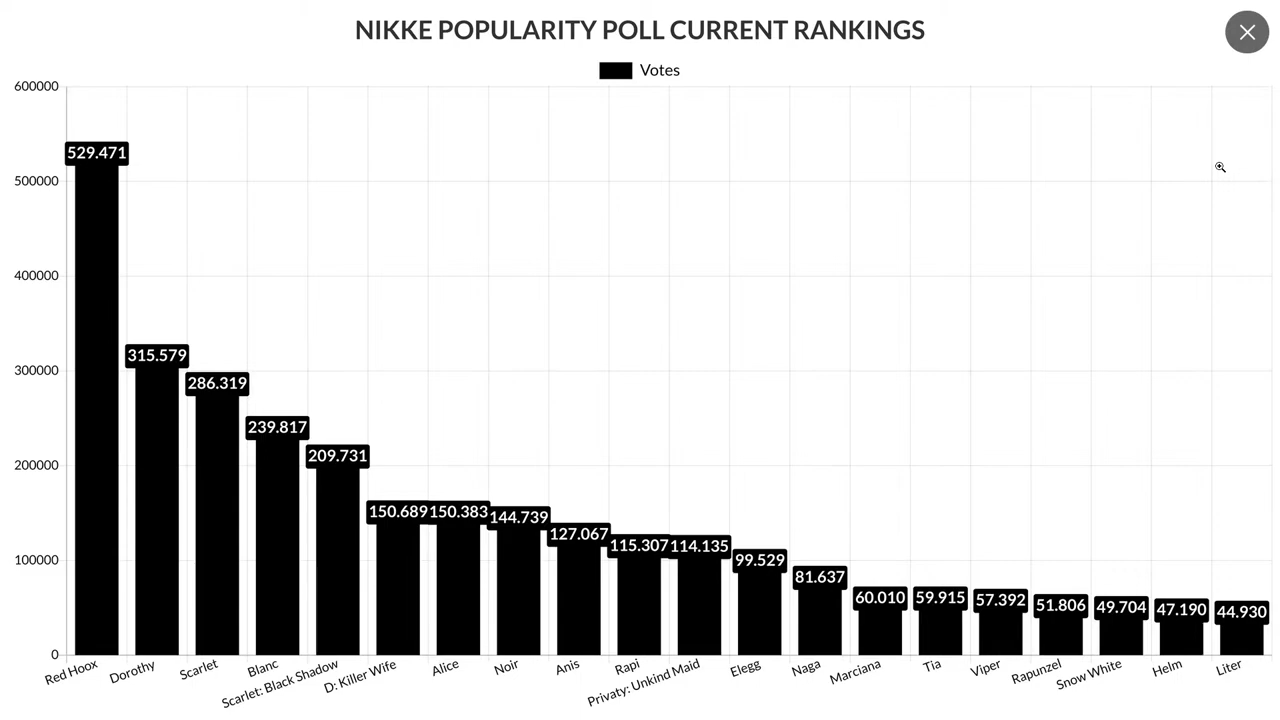 NIKKE POPULARITY POLL CURRENT RANKINGS
Votes
600000
500000
400000
300000
200000
100000
0
529.471
315.579
286.319
239.817
209.731
150.689
150.383
144.739
127.067
115.307
114.135
99.529
81.637
60.010
59.915
57.392
51.806
49.704
47.190
44.930
Red Hoox
Dorothy
Scarlet
Blanc
Scarlet: Black Shadow
D: Killer Wife
Alice
Noir
Anis
Rapi
Privaty: Unkind Maid
Elegg
Naga
Marciana
Tia
Viper
Rapunzel
Snow White
Helm
Liter